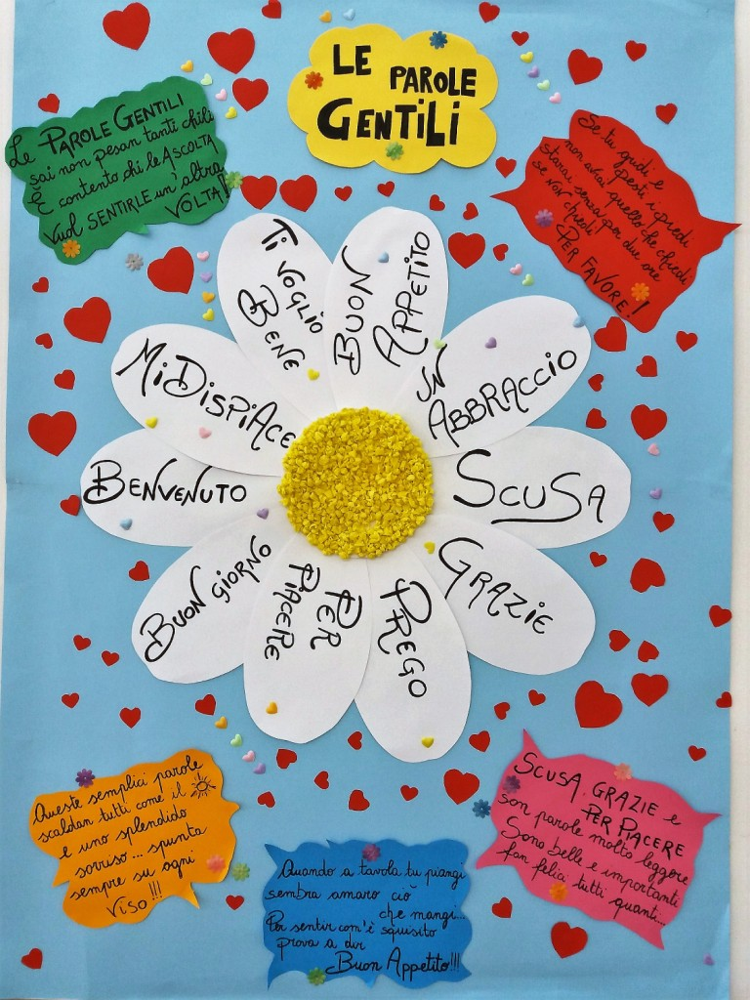 LE PAROLE
GENTILI
Le PAROLE GENTILI
sai non pesan tanti chili
È contento chi le ASCOLTA
Vuol SENTIRLE un'altra
VOLTA!
Se tu gridi e
pesti i piedi
non avrai quello che chiedi
starai senza per due ore
se NON chiedi!
PER FAVORE!
TI VOGLIO
BENE
BUON
APPETITO
UN
ABBRACCIO
SCUSA
GRAZIE
PREGO
PER
PIACERE
BUON GIORNO
BENVENUTO
Mi DISPIACE
Queste semplici parole
scaldan tutti come il
e uno splendido
sorriso... spunta
sempre su ogni
Viso!!!
Quando a tavola tu piangi
sembra amaro ciò
che mangi...
Per sentir com'è squisito
prova a dir
Buon Appetito!!!
SCUSA, GRAZIE e
PER PIACERE
son parole molto leggere
Sono belle e importanti
fan felici tutti quanti...